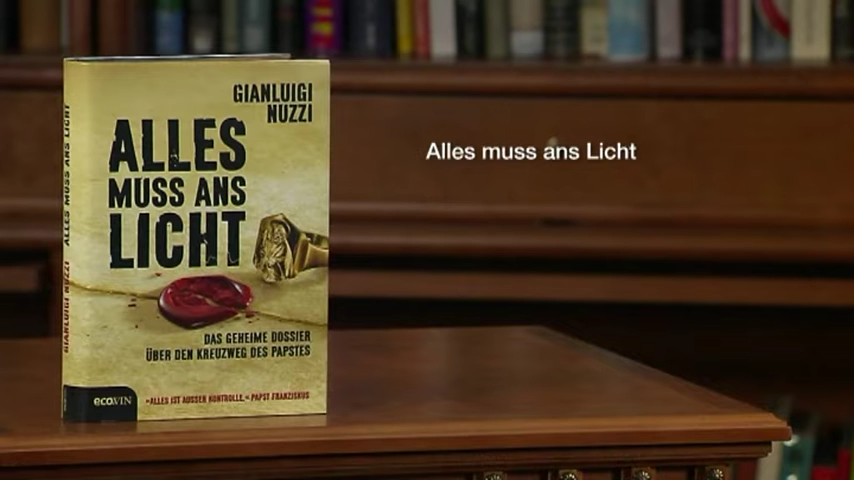 GIANLUIGI
NUZZI
ALLES
MUSS ANS
LICHT
DAS GEHEIME DOSSIER
ÜBER DEN KREUZWEG DES PAPSTES
»ALLES IST AUSSER KONTROLLE.« PAPST FRANZISKUS
ecoWIN
GIANLUIGI NUZZI ALLES MUSS ANS LICHT
Alles muss ans Licht